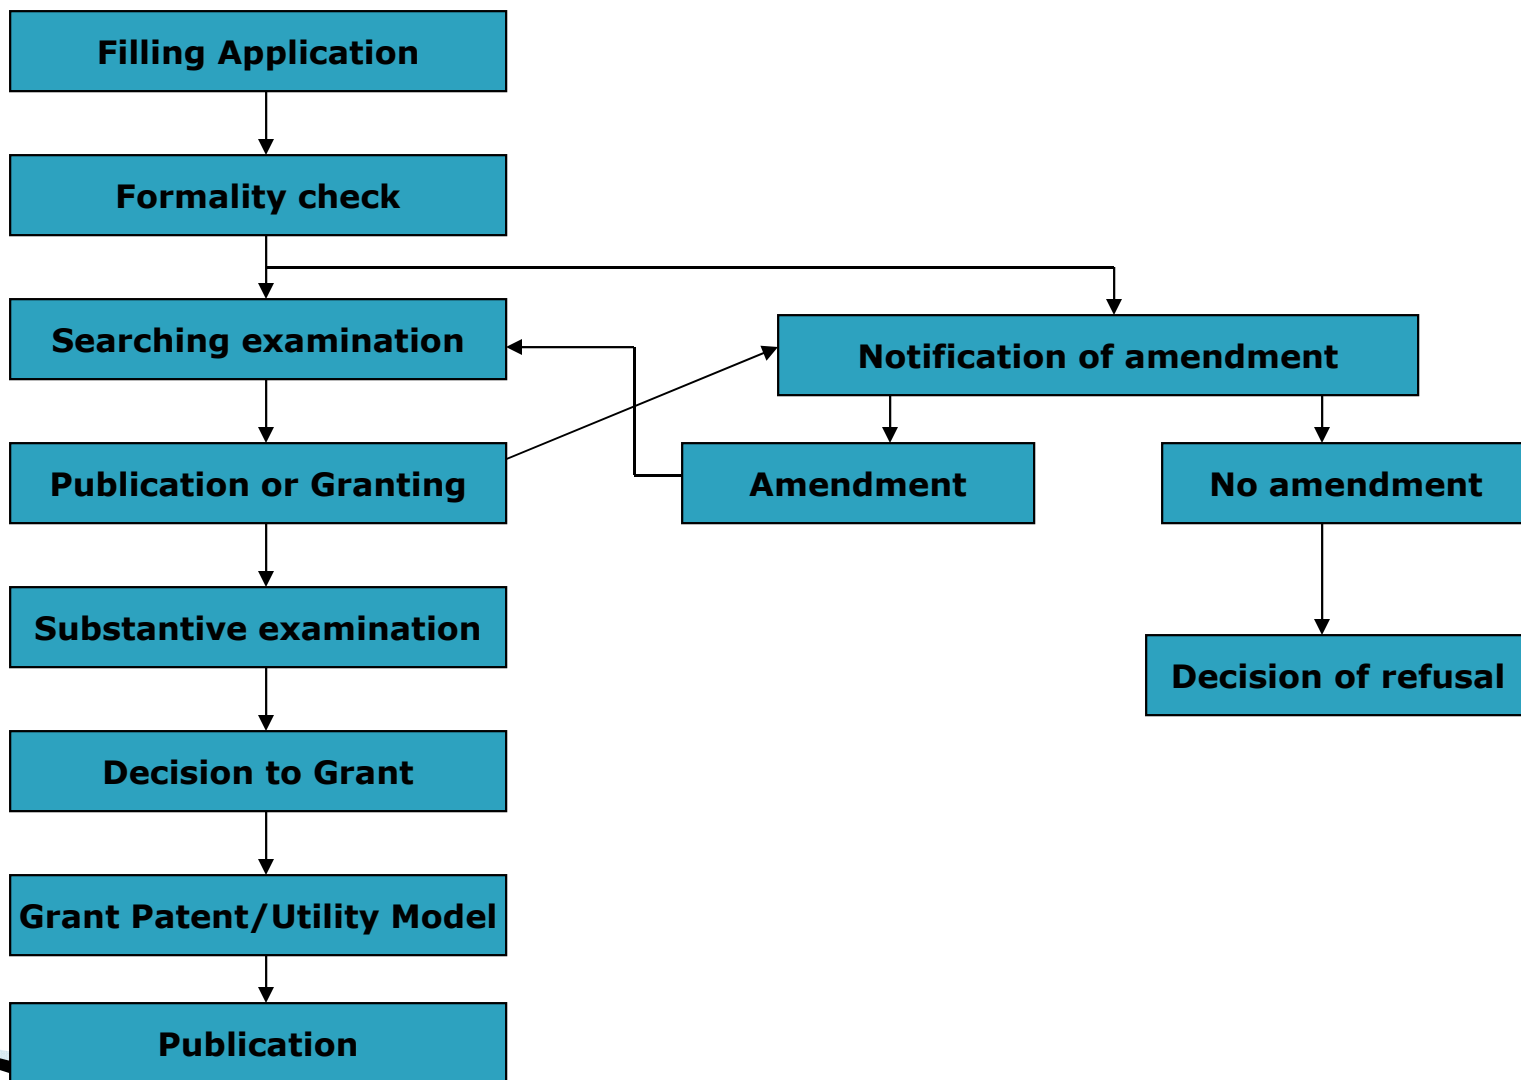 Filling Application
Formality check
Searching examination
Notification of amendment
Publication or Granting
Amendment
No amendment
Substantive examination
Decision of refusal
Decision to Grant
Grant Patent/Utility Model
Publication